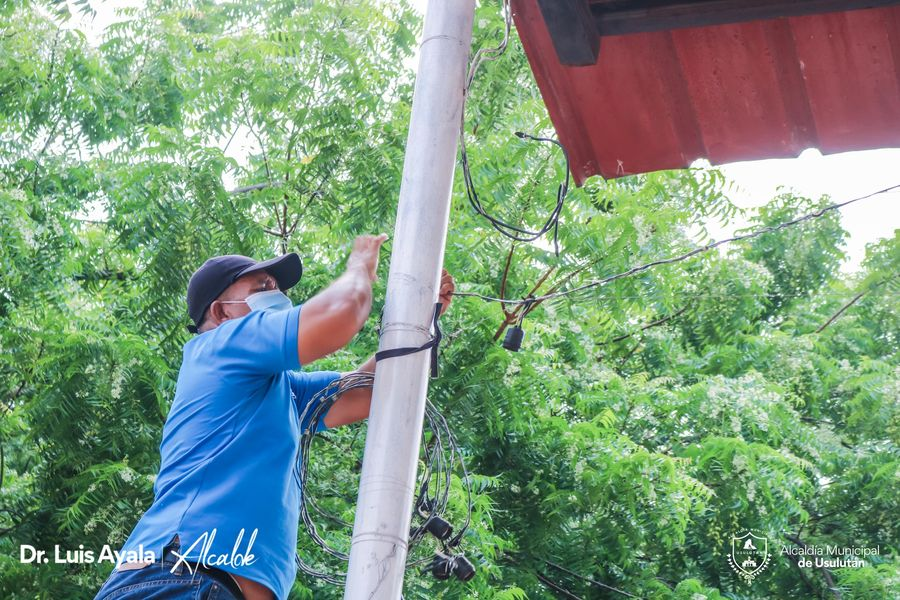 Dr. Luis Ayala Alcalde
Alcaldía Municipal
de Usulután